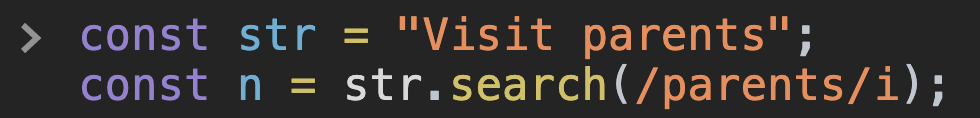 > const str = "Visit parents";
const n = str.search(/parents/i);